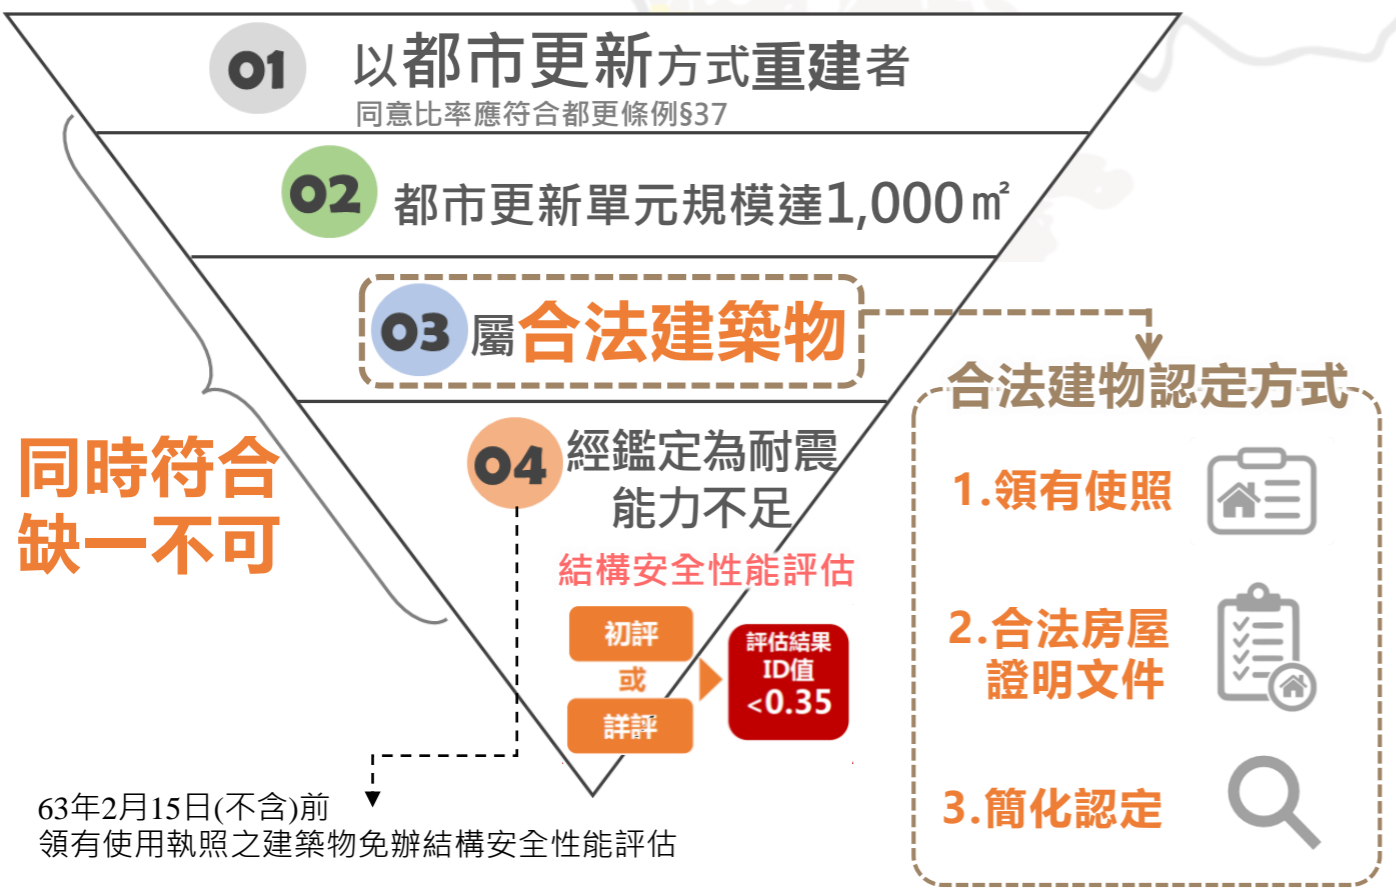 01 以都市更新方式重建者
同意比率應符合都更條例§37
02 都市更新單元規模達1,000㎡
03 屬合法建築物
04 經鑑定為耐震
能力不足
結構安全性能評估
初評
或
詳評
評估結果
ID值
<0.35
同時符合
缺一不可
63年2月15日(不含)前
領有使用執照之建築物免辦結構安全性能評估
合法建物認定方式
1.領有使照
2.合法房屋
證明文件
3.簡化認定